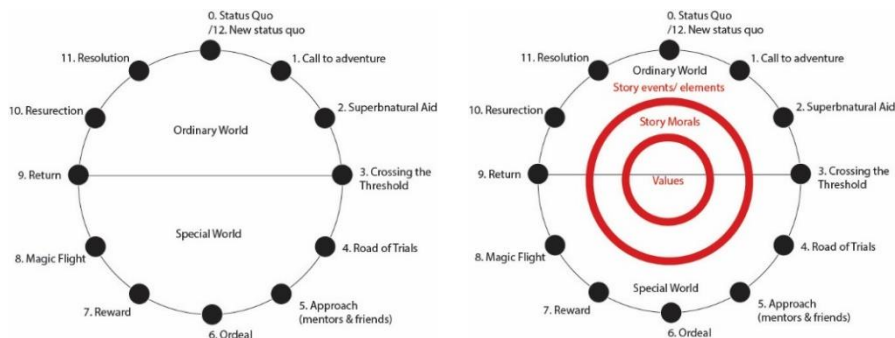 0. Status Quo
/12. New status quo
11. Resolution
1. Call to adventure
10. Resurection
2. Superbnatural Aid
Ordinary World
9. Return
3. Crossing the
Threshold
Special World
8. Magic Flight
4. Road of Trials
7. Reward
5. Approach
(mentors & friends)
6. Ordeal
0. Status Quo
/12. New status quo
11. Resolution
1. Call to adventure
Ordinary World
Story events/ elements
10. Resurection
2. Superbnatural Aid
Story Morals
9. Return
Values
3. Crossing the
Threshold
8. Magic Flight
4. Road of Trials
Special World
7. Reward
5. Approach
(mentors & friends)
6. Ordeal